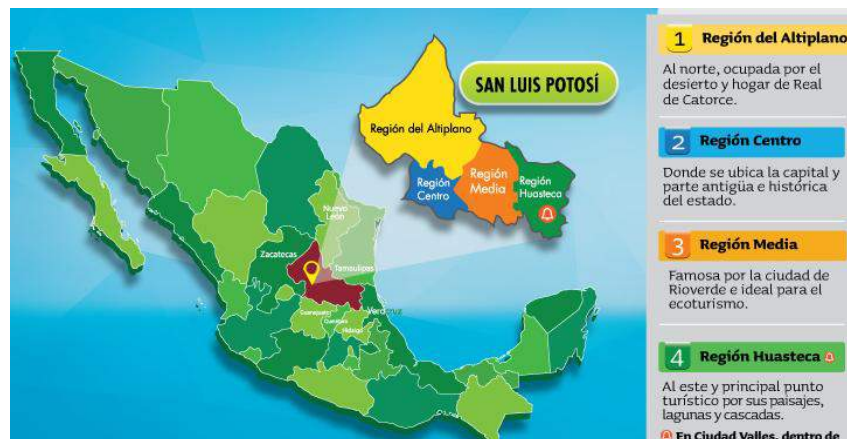 SAN LUIS POTOSÍ
Región del Altiplano
Región
Centro
Región
Media
Región
Huasteca
Nuevo
León
Zacatecas
Tamaulipas
Veracruz
Guanajuato
Querétaro
Hidalgo
1 Región del Altiplano
Al norte, ocupada por el
desierto y hogar de Real
de Catorce.
2 Región Centro
Donde se ubica la capital y
parte antigüa e histórica
del estado.
3 Región Media
Famosa por la ciudad de
Rioverde e ideal para el
ecoturismo.
4 Región Huasteca
Al este y principal punto
turístico por sus paisajes,
lagunas y cascadas.
En Ciudad Valles, dentro de